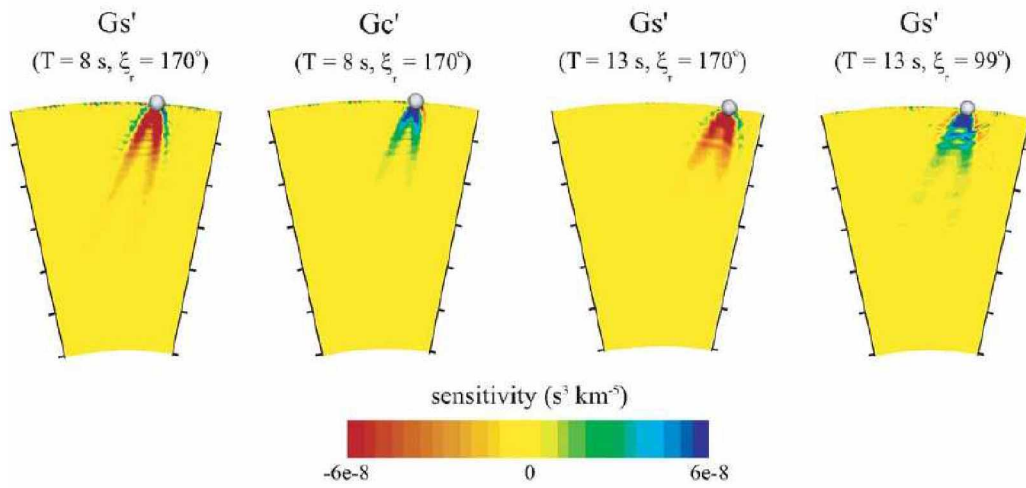 Gs' Gc' Gs' Gs'
(T = 8 s, ξr = 170°) (T = 8 s, ξr = 170°) (T = 13 s, ξr = 170°) (T = 13 s, ξr = 99°)
sensitivity (s³ km⁻⁵)
-6e-8 0 6e-8